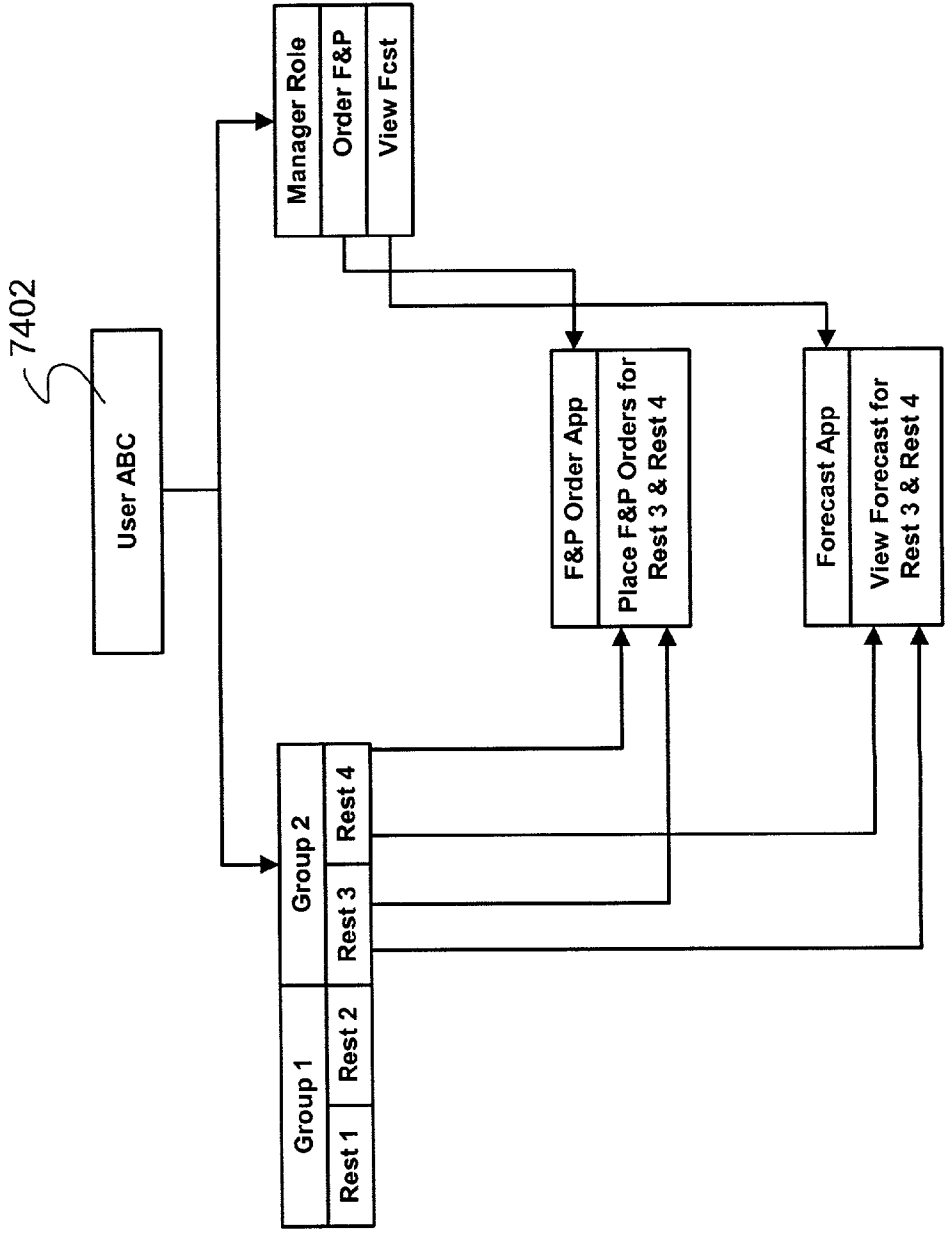 7402
User ABC
Group 1
Group 2
Rest 1
Rest 2
Rest 3
Rest 4
Manager Role
Order F&P
View Fcst
F&P Order App
Place F&P Orders for
Rest 3 & Rest 4
Forecast App
View Forecast for
Rest 3 & Rest 4